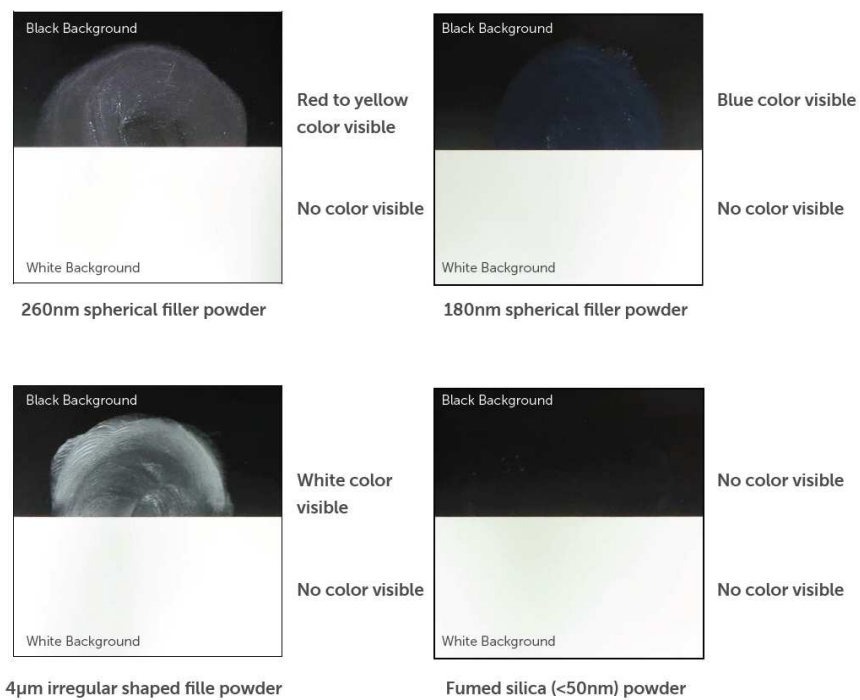 Black Background
Red to yellow
color visible
No color visible
White Background
260nm spherical filler powder
Black Background
Blue color visible
No color visible
White Background
180nm spherical filler powder
Black Background
White color
visible
No color visible
White Background
4µm irregular shaped fille powder
Black Background
No color visible
No color visible
White Background
Fumed silica (<50nm) powder